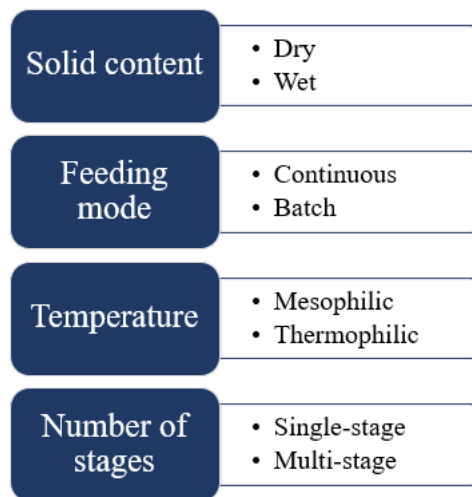 Solid content
• Dry
• Wet
Feeding
mode
• Continuous
• Batch
Temperature
• Mesophilic
• Thermophilic
Number of
stages
• Single-stage
• Multi-stage